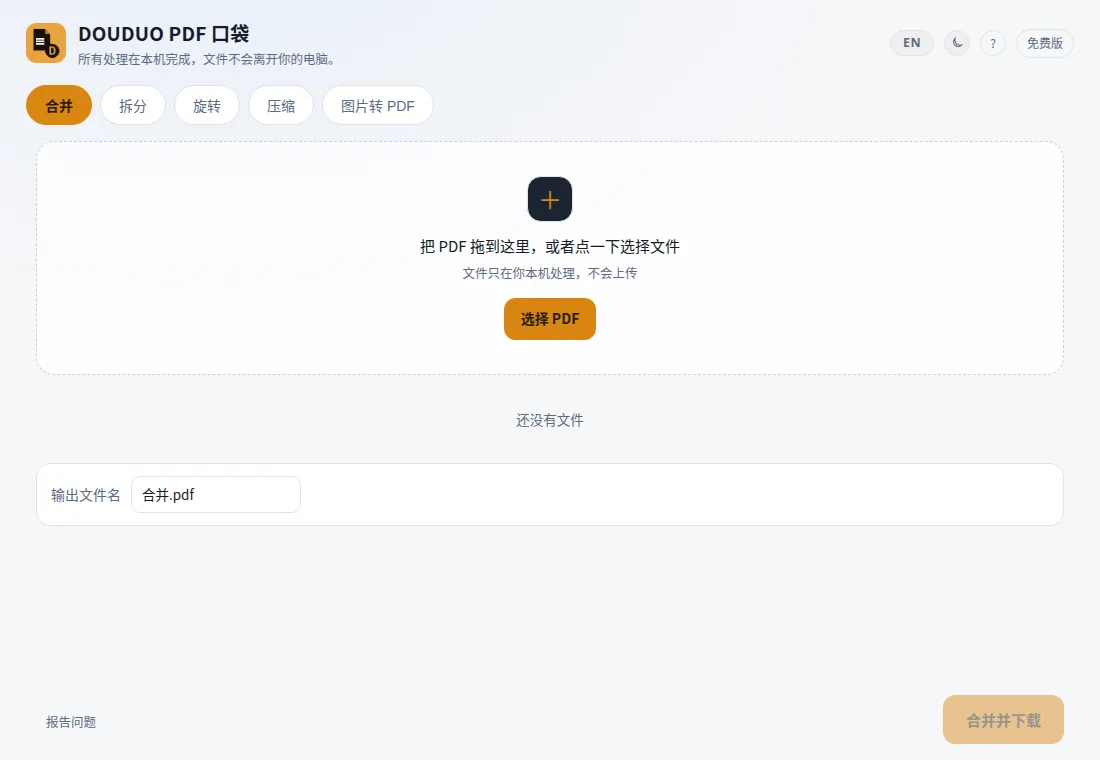 DOUDUO PDF 口袋
所有处理在本机完成，文件不会离开你的电脑。
EN
?
免费版
合并
拆分
旋转
压缩
图片转 PDF
把 PDF 拖到这里，或者点一下选择文件
文件只在你本机处理，不会上传
选择 PDF
还没有文件
输出文件名
合并.pdf
报告问题
合并并下载